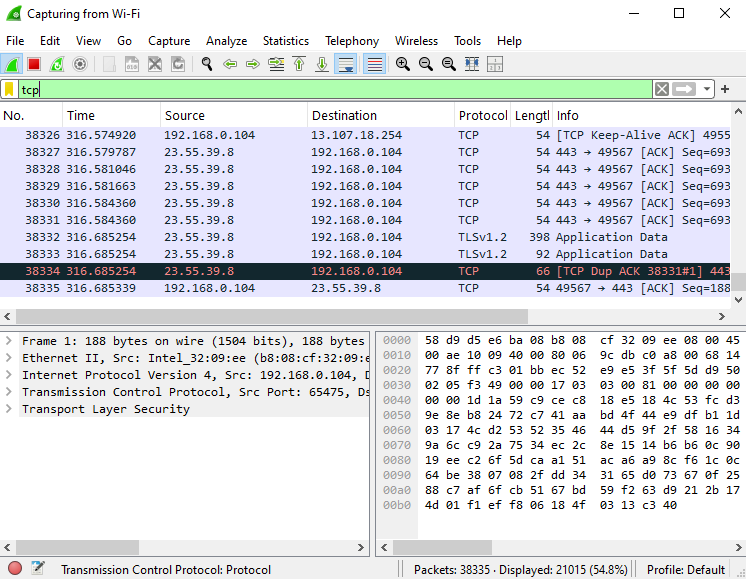 Capturing from Wi-Fi
File Edit View Go Capture Analyze Statistics Telephony Wireless Tools Help
tcp
No. Time Source Destination Protocol Lengtl Info
38326 316.574920 192.168.0.104 13.107.18.254 TCP 54 [TCP Keep-Alive ACK] 4955
38327 316.579787 23.55.39.8 192.168.0.104 TCP 54 443 → 49567 [ACK] Seq=693
38328 316.581046 23.55.39.8 192.168.0.104 TCP 54 443 → 49567 [ACK] Seq=693
38329 316.581663 23.55.39.8 192.168.0.104 TCP 54 443 → 49567 [ACK] Seq=693
38330 316.584360 23.55.39.8 192.168.0.104 TCP 54 443 → 49567 [ACK] Seq=693
38331 316.584360 23.55.39.8 192.168.0.104 TCP 54 443 → 49567 [ACK] Seq=693
38332 316.685254 23.55.39.8 192.168.0.104 TLSv1.2 398 Application Data
38333 316.685254 23.55.39.8 192.168.0.104 TLSv1.2 92 Application Data
38334 316.685254 23.55.39.8 192.168.0.104 TCP 66 [TCP Dup ACK 38331#1] 443
38335 316.685339 192.168.0.104 23.55.39.8 TCP 54 49567 → 443 [ACK] Seq=188
Frame 1: 188 bytes on wire (1504 bits), 188 bytes
Ethernet II, Src: Intel_32:09:ee (b8:08:cf:32:09:e
Internet Protocol Version 4, Src: 192.168.0.104, D
Transmission Control Protocol, Src Port: 65475, Ds
Transport Layer Security
0000 58 d9 d5 e6 ba 08 b8 08 cf 32 09 ee 08 00 45
0010 00 ae 10 09 40 00 80 06 9c db c0 a8 00 68 14
0020 77 8f ff c3 01 bb ec 52 e9 e5 3f 5f 5d d9 50
0030 02 05 f3 49 00 00 17 03 03 00 81 00 00 00 00
0040 00 00 1d 1a 59 c9 ce c8 18 e5 18 4c 53 fc d3
0050 9e 8e b8 24 72 c7 41 aa bd 4f 44 e9 df b1 1d
0060 03 17 4c d2 53 52 35 46 44 d5 9f 2f 58 16 34
0070 9a 6c c9 2a 75 34 ec 2c 8e 15 14 b6 b6 0c 90
0080 19 ee c2 6f 5d ca a1 51 ac a6 a9 8c f6 1c 0c
0090 64 be 38 07 08 2f dd 34 31 65 d0 73 67 0f 25
00a0 88 c7 af 6f cb 51 67 bd 59 f2 63 d9 21 2b 17
00b0 4d 01 f1 ef f8 06 18 4f 03 13 c3 40
Transmission Control Protocol: Protocol Packets: 38335 · Displayed: 21015 (54.8%) Profile: Default